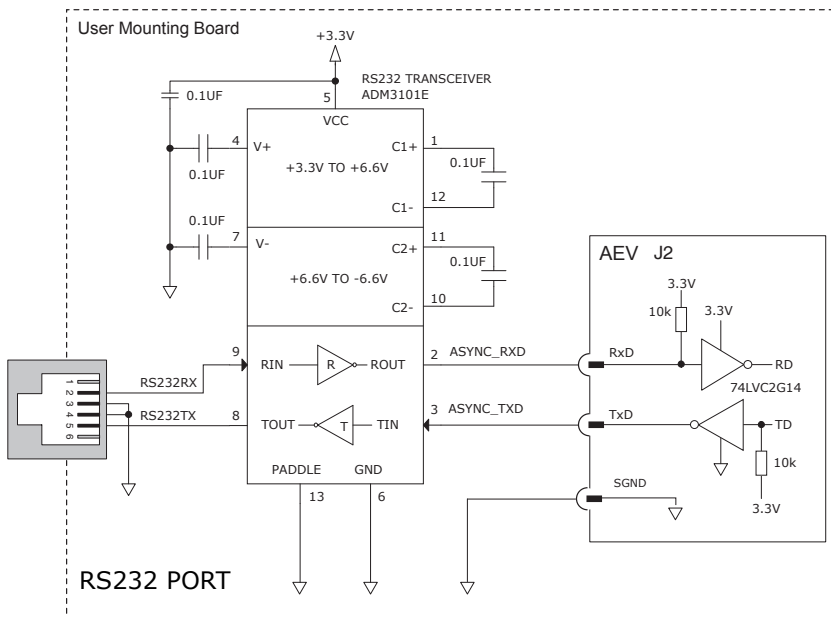 User Mounting Board
+3.3V
RS232 TRANSCEIVER
ADM3101E
0.1UF
5
VCC
4
V+
C1+
1
0.1UF
+3.3V TO +6.6V
0.1UF
C1-
12
0.1UF
7
V-
C2+
11
0.1UF
+6.6V TO -6.6V
C2-
10
AEV J2
3.3V
10k
3.3V
9
RIN
R
ROUT
2
ASYNC_RXD
RxD
RD
74LVC2G14
1
2
3
4
5
6
RS232RX
RS232TX
8
TOUT
T
TIN
3
ASYNC_TXD
TxD
TD
10k
3.3V
PADDLE
GND
13
6
SGND
RS232 PORT